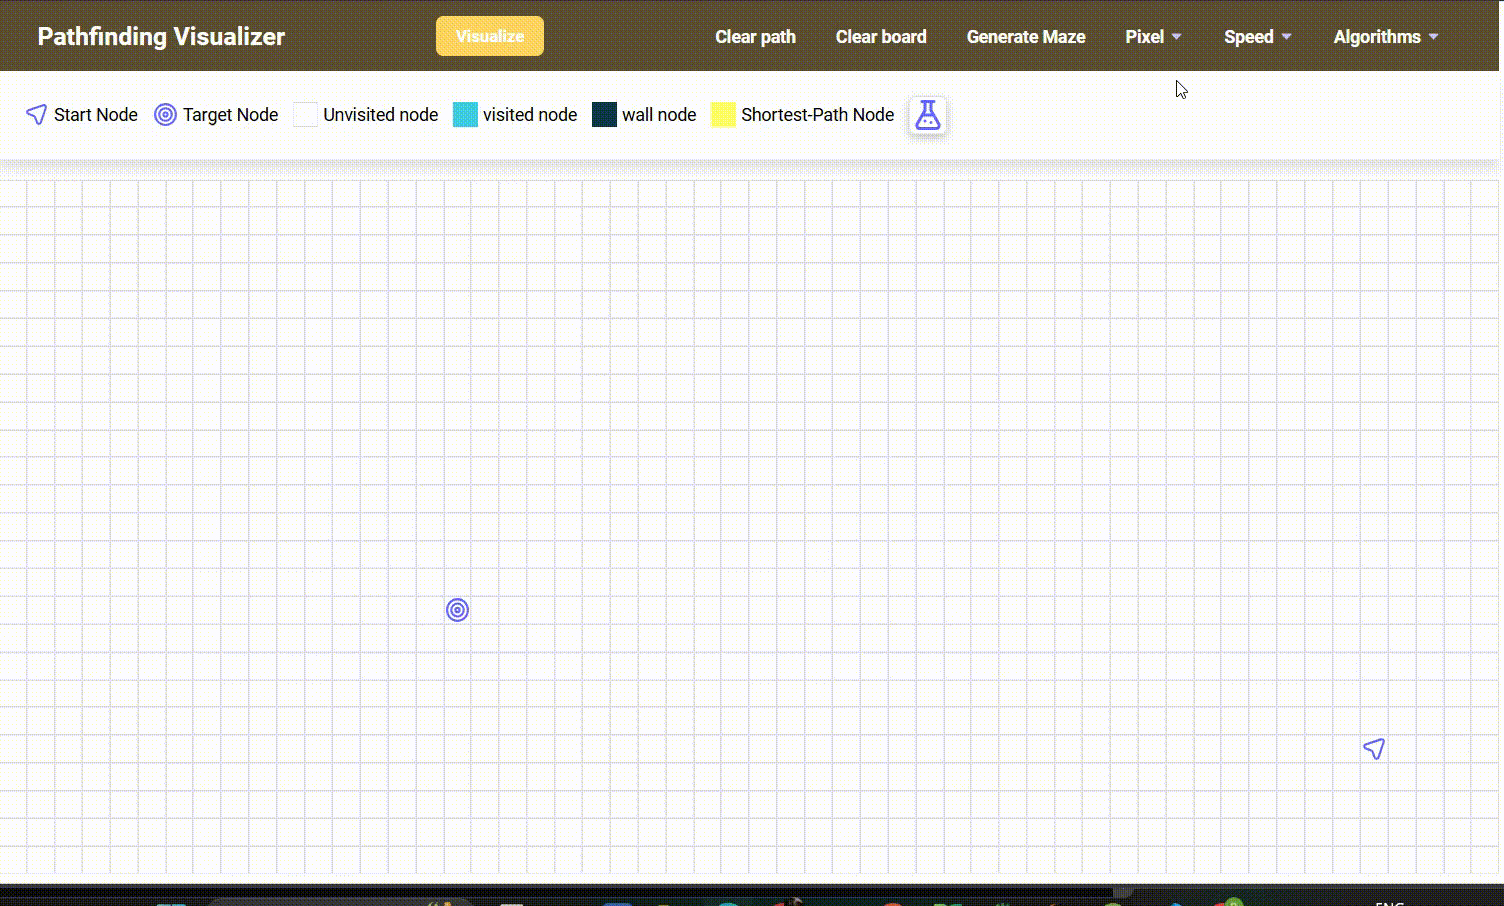 Pathfinding Visualizer Visualize Clear path Clear board Generate Maze Pixel Speed Algorithms
Start Node Target Node Unvisited node visited node wall node Shortest-Path Node
ENG